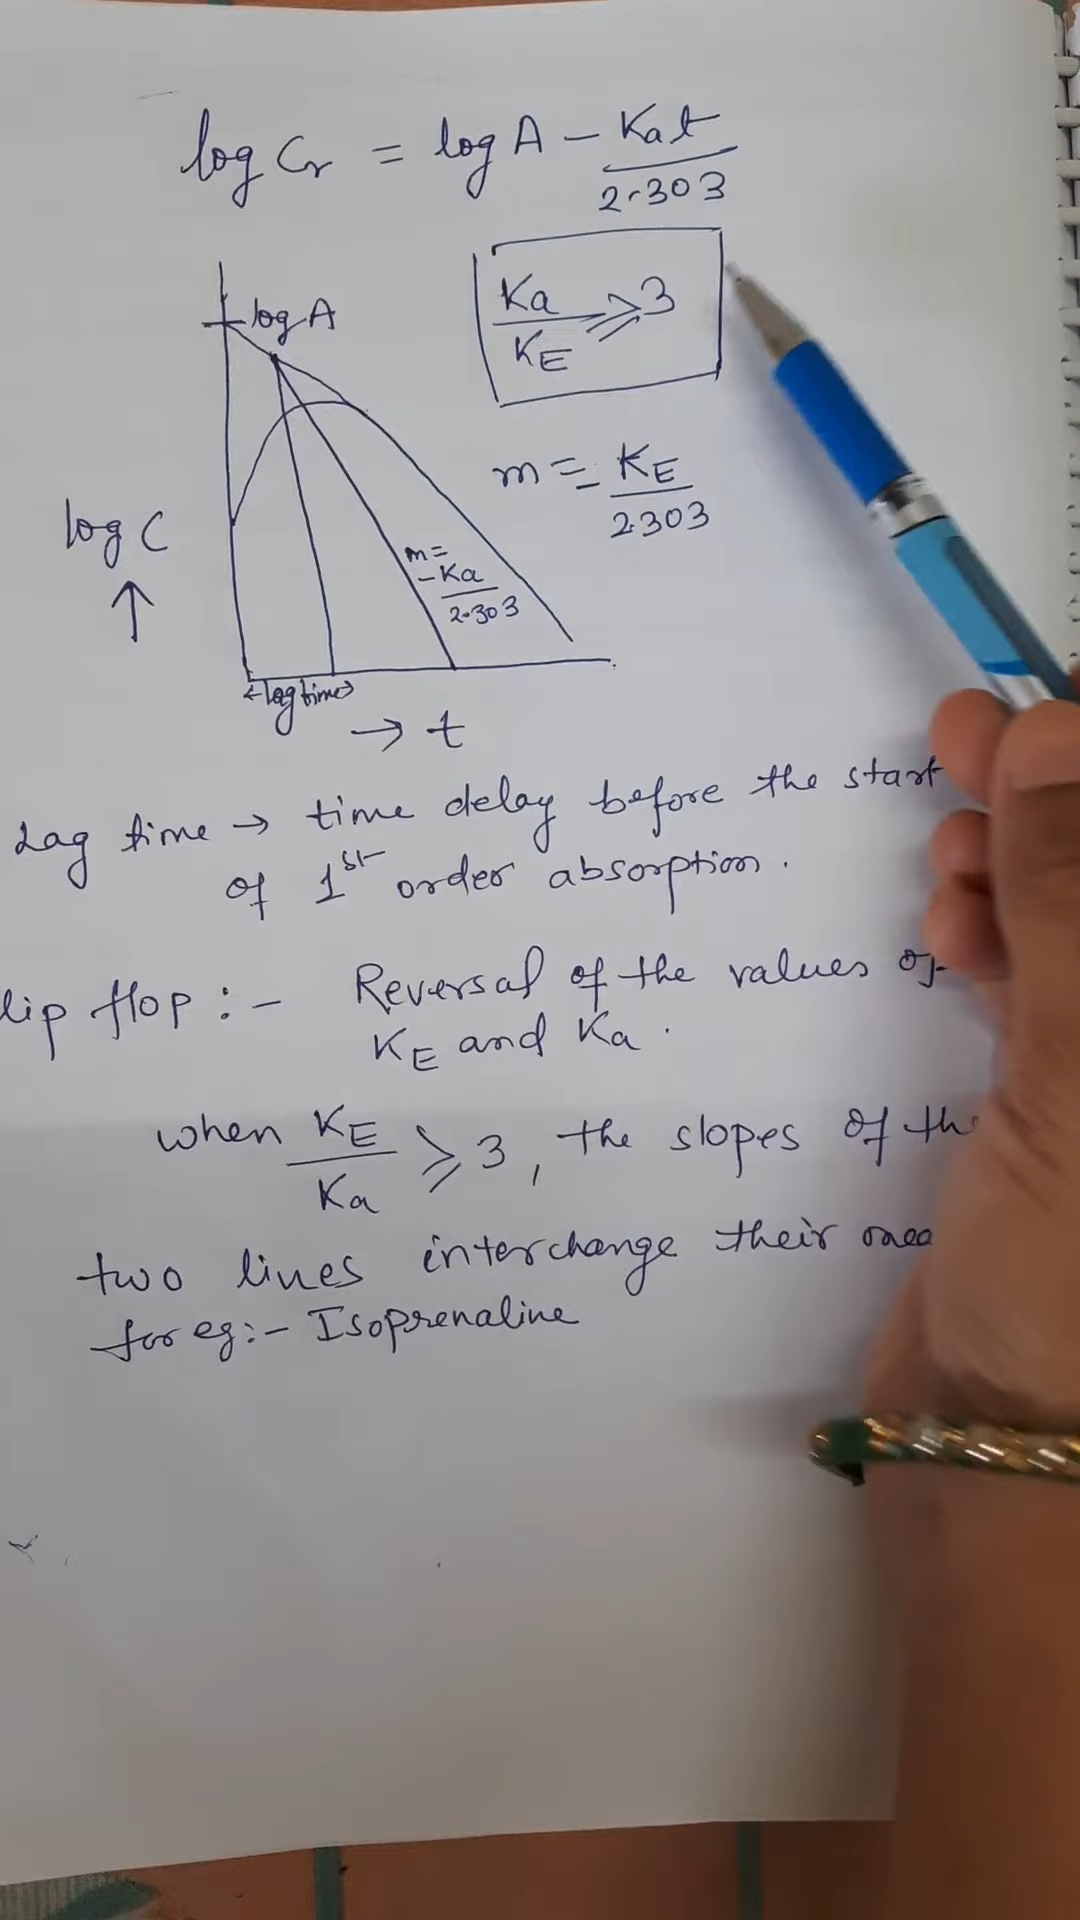 log Cr = log A - Kat / 2.303
log A
Ka / KE ≥ 3
m = - KE / 2.303
log C
↑
m = - Ka / 2.303
← lag time →
→ t
Lag time → time delay before the start
of 1st order absorption.
lip flop :- Reversal of the values of
KE and Ka.
when KE / Ka ≥ 3, the slopes of th
two lines interchange their
for eg:- Isoprenaline